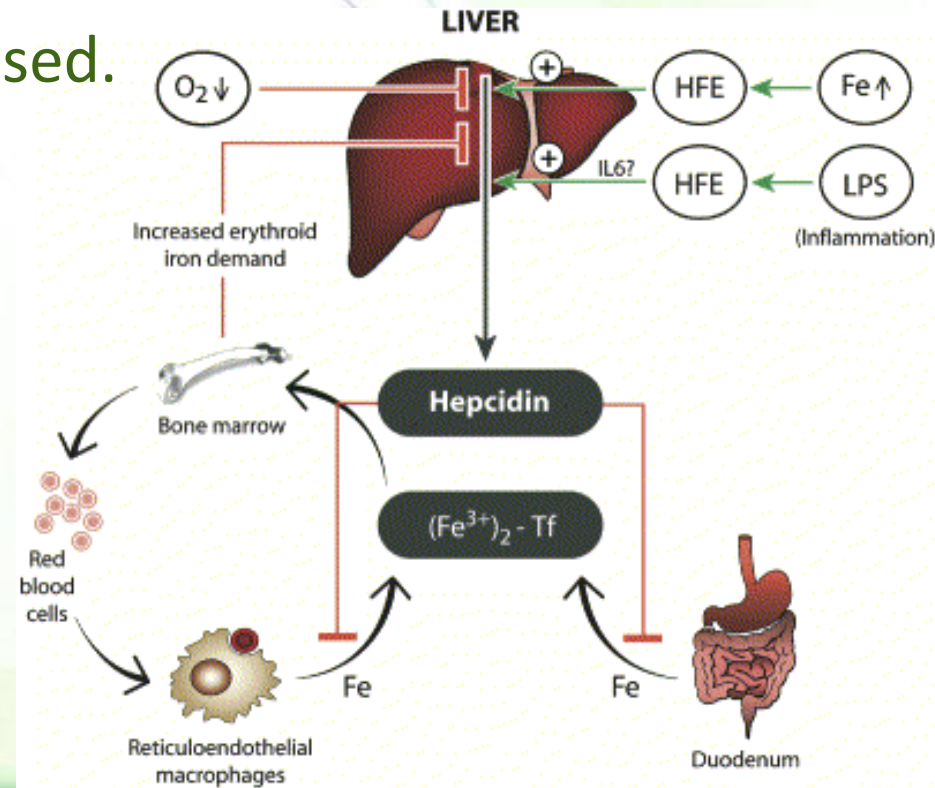 LIVER
sed.
O₂ ↓
+
HFE
Fe ↑
+
IL6?
HFE
LPS
(Inflammation)
Increased erythroid
iron demand
Hepcidin
Bone marrow
(Fe³⁺)₂ - Tf
Red
blood
cells
Fe
Fe
Reticuloendothelial
macrophages
Duodenum